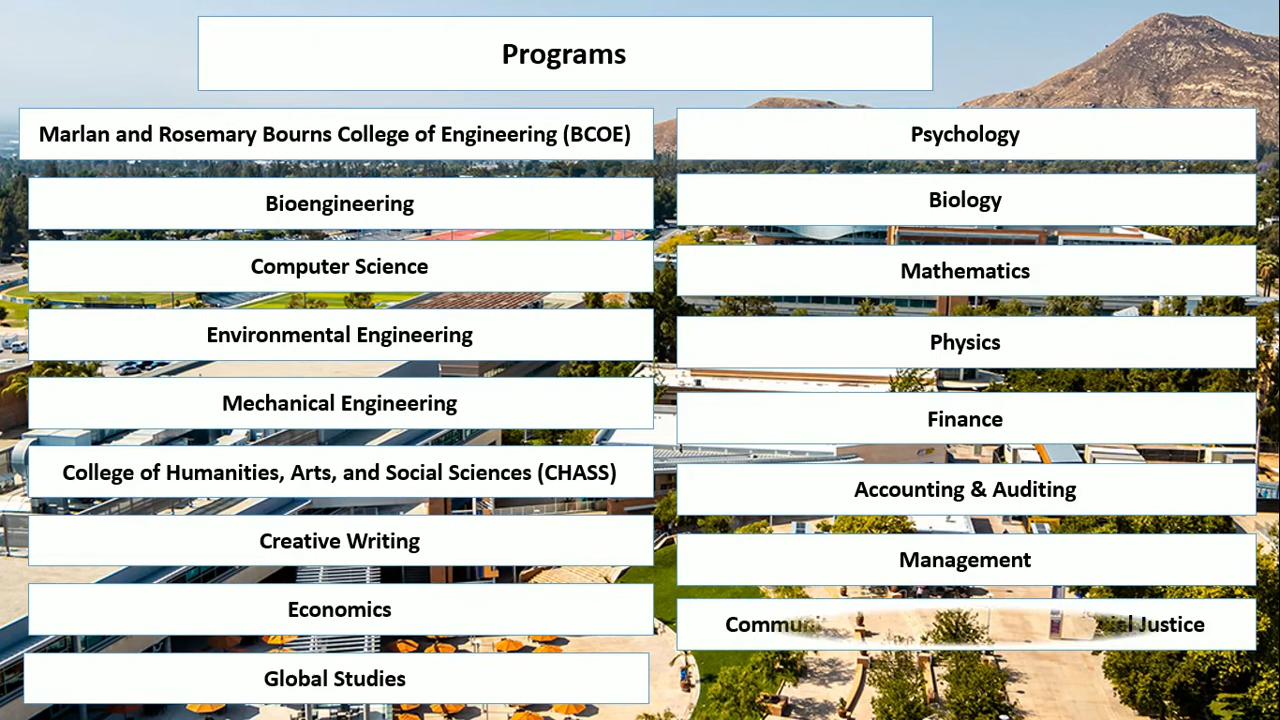 Programs
Marlan and Rosemary Bourns College of Engineering (BCOE)
Bioengineering
Computer Science
Environmental Engineering
Mechanical Engineering
College of Humanities, Arts, and Social Sciences (CHASS)
Creative Writing
Economics
Global Studies
Psychology
Biology
Mathematics
Physics
Finance
Accounting & Auditing
Management
Justice